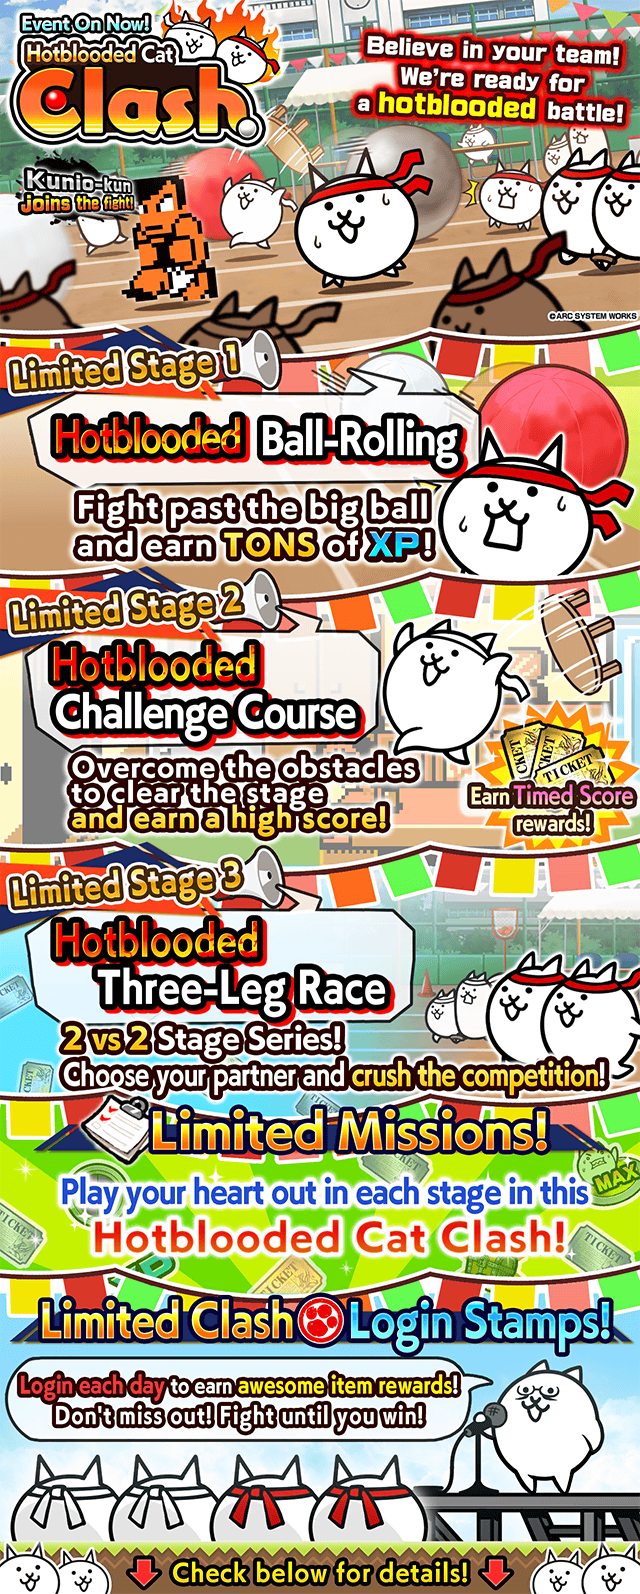 Event On Now!
Hotblooded Cat
Clash
Believe in your team!
We're ready for
a hotblooded battle!
Kunio-kun
joins the fight!
©ARC SYSTEM WORKS
Limited Stage 1
Hotblooded Ball-Rolling
Fight past the big ball
and earn TONS of XP!
Limited Stage 2
Hotblooded
Challenge Course
Overcome the obstacles
to clear the stage
and earn a high score!
TICKET
Earn Timed Score
rewards!
Limited Stage 3
Hotblooded
Three-Leg Race
2 vs 2 Stage Series!
Choose your partner and crush the competition!
Limited Missions!
Play your heart out in each stage in this
MAX
Hotblooded Cat Clash!
TICKET
TICKET
Limited Clash Login Stamps!
Login each day to earn awesome item rewards!
Don't miss out! Fight until you win!
Check below for details!